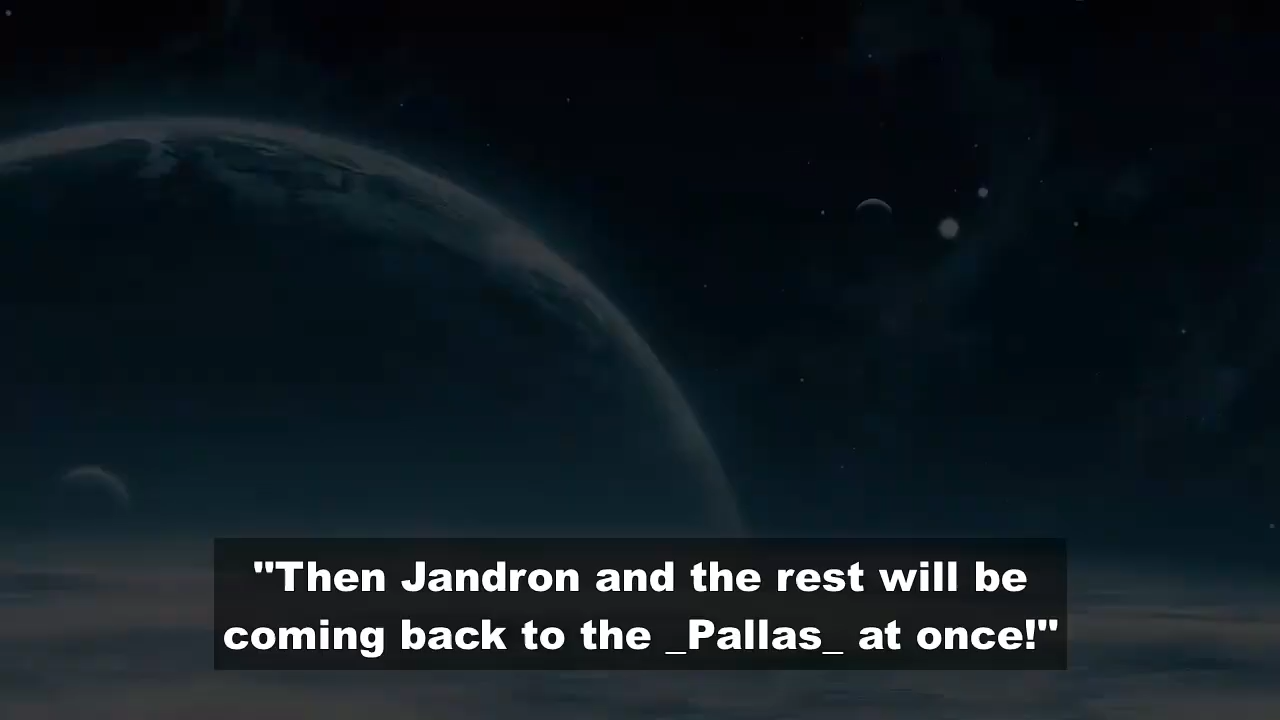 "Then Jandron and the rest will be
coming back to the _Pallas_ at once!"